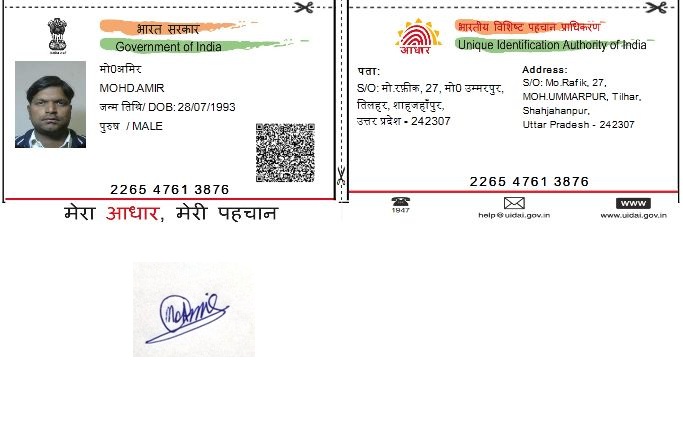 भारत सरकार
Government of India
मो0अमिर
MOHD.AMIR
जन्म तिथि/ DOB: 28/07/1993
पुरुष / MALE
2265 4761 3876
मेरा आधार, मेरी पहचान
भारतीय विशिष्ट पहचान प्राधिकरण
Unique Identification Authority of India
आधार
पता:
S/O: मो.रफ़ीक, 27, मो0 उम्मरपुर,
तिलहर, शाहजहाँपुर,
उत्तर प्रदेश - 242307
Address:
S/O: Mo.Rafik, 27,
MOH.UMMARPUR, Tilhar,
Shahjahanpur,
Uttar Pradesh - 242307
2265 4761 3876
1947
help@uidai.gov.in
www
www.uidai.gov.in